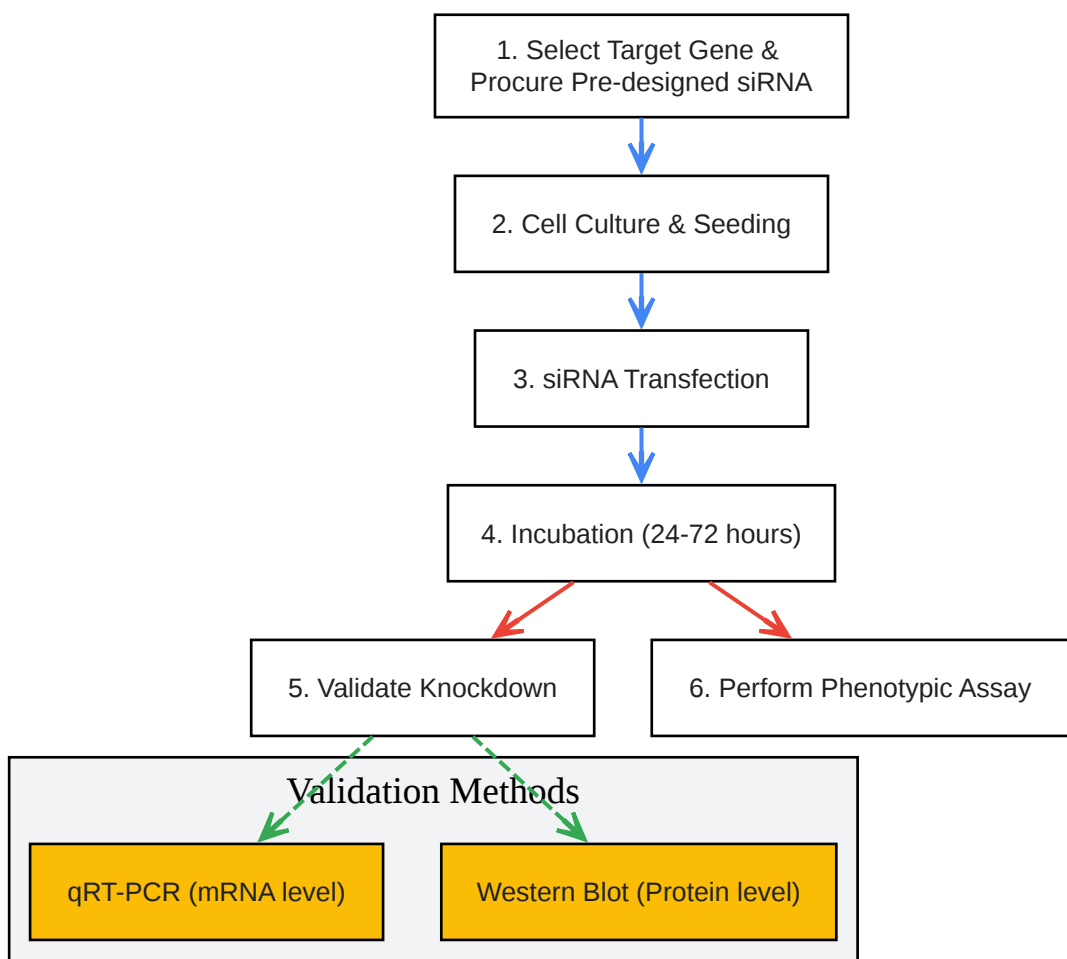 1. Select Target Gene &
Procure Pre-designed siRNA
2. Cell Culture & Seeding
3. siRNA Transfection
4. Incubation (24-72 hours)
5. Validate Knockdown
6. Perform Phenotypic Assay
Validation Methods
qRT-PCR (mRNA level)
Western Blot (Protein level)